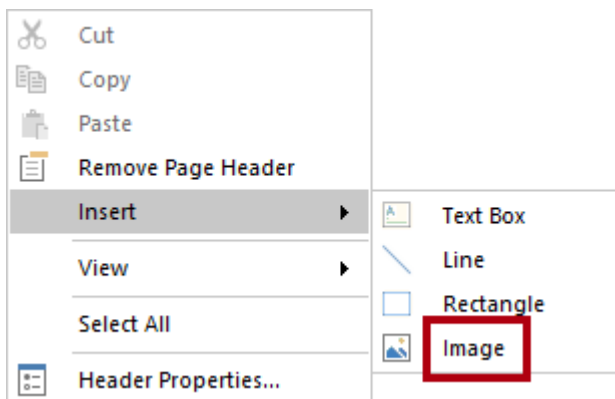 Cut
Copy
Paste
Remove Page Header
Insert
View
Select All
Header Properties...
Text Box
Line
Rectangle
Image